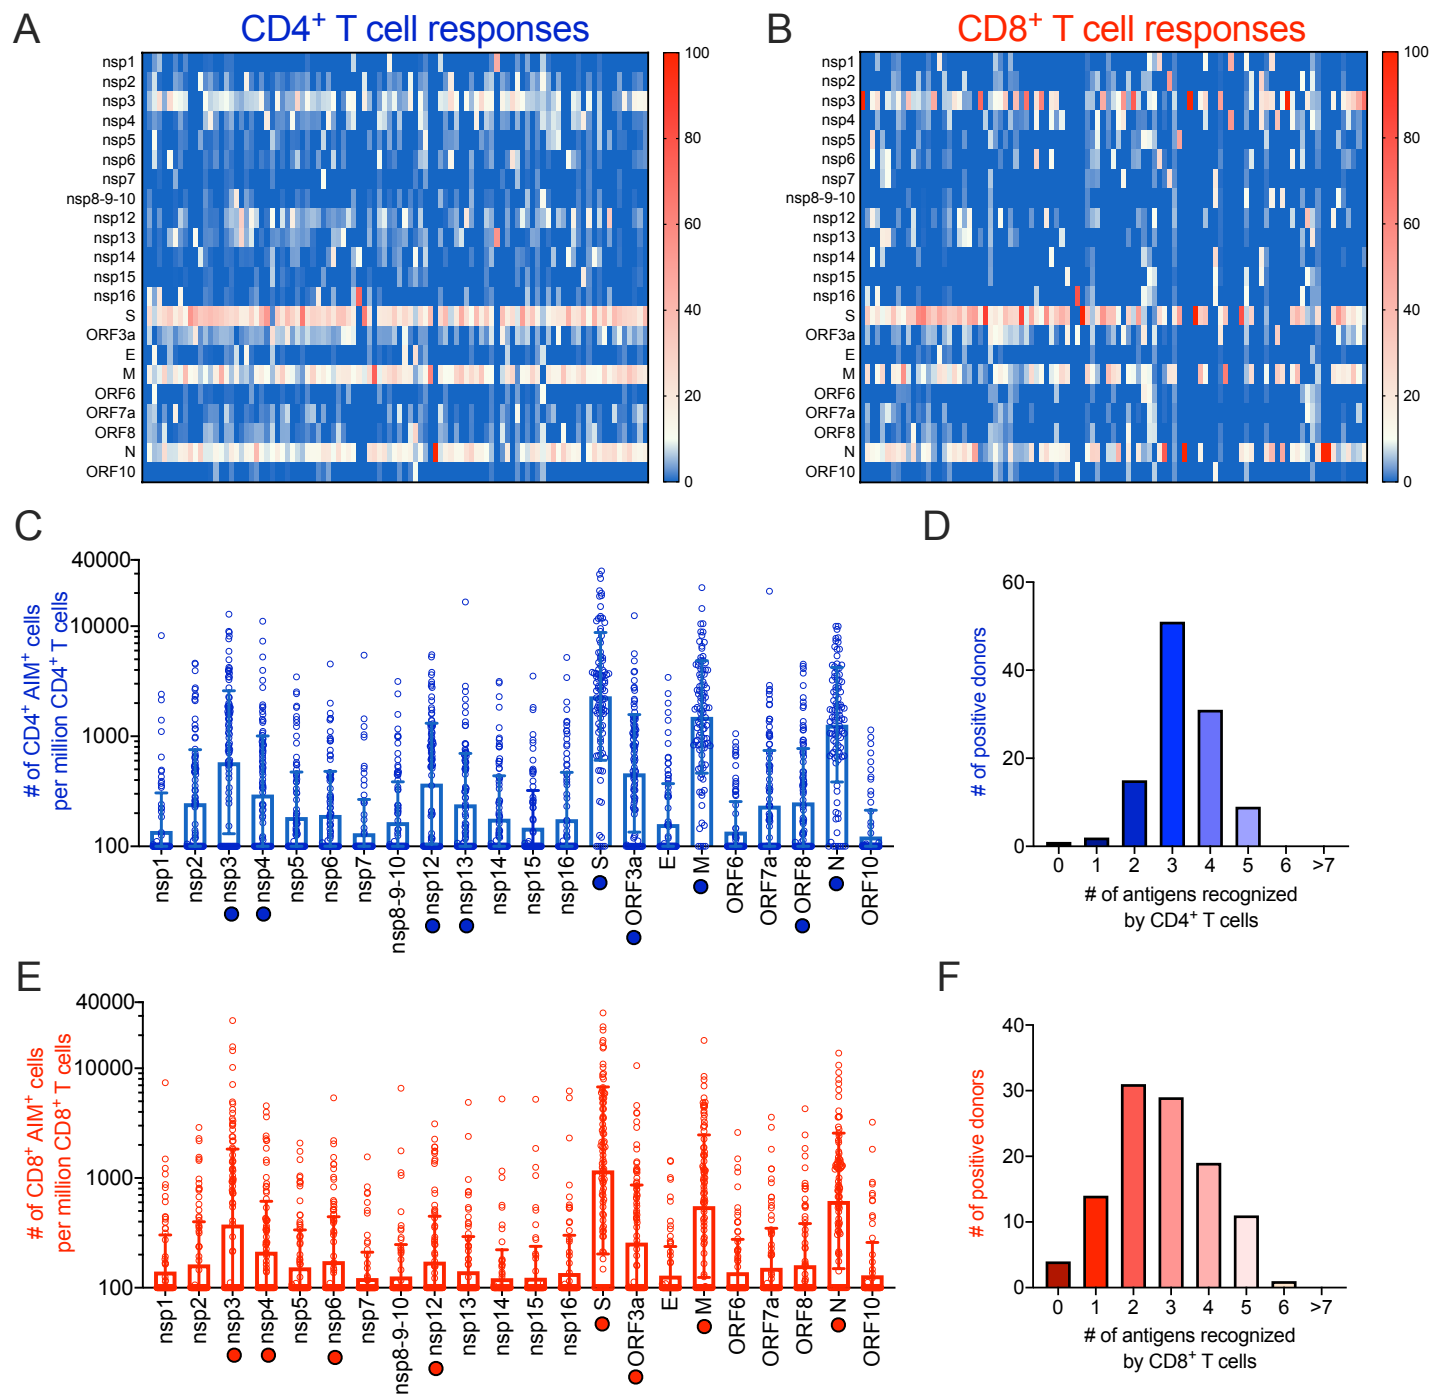 A
CD4⁺ T cell responses
nsp1
nsp2
nsp3
nsp4
nsp5
nsp6
nsp7
nsp8-9-10
nsp12
nsp13
nsp14
nsp15
nsp16
S
ORF3a
E
M
ORF6
ORF7a
ORF8
N
ORF10
100
80
60
40
20
0
B
CD8⁺ T cell responses
nsp1
nsp2
nsp3
nsp4
nsp5
nsp6
nsp7
nsp8-9-10
nsp12
nsp13
nsp14
nsp15
nsp16
S
ORF3a
E
M
ORF6
ORF7a
ORF8
N
ORF10
100
80
60
40
20
0
C
# of CD4⁺ AIM⁺ cells
per million CD4⁺ T cells
40000
10000
1000
100
nsp1
nsp2
nsp3
nsp4
nsp5
nsp6
nsp7
nsp8-9-10
nsp12
nsp13
nsp14
nsp15
nsp16
S
ORF3a
E
M
ORF6
ORF7a
ORF8
N
ORF10
D
# of positive donors
60
40
20
0
0 1 2 3 4 5 6 >7
# of antigens recognized
by CD4⁺ T cells
E
# of CD8⁺ AIM⁺ cells
per million CD8⁺ T cells
40000
10000
1000
100
nsp1
nsp2
nsp3
nsp4
nsp5
nsp6
nsp7
nsp8-9-10
nsp12
nsp13
nsp14
nsp15
nsp16
S
ORF3a
E
M
ORF6
ORF7a
ORF8
N
ORF10
F
# of positive donors
40
30
20
10
0
0 1 2 3 4 5 6 >7
# of antigens recognized
by CD8⁺ T cells